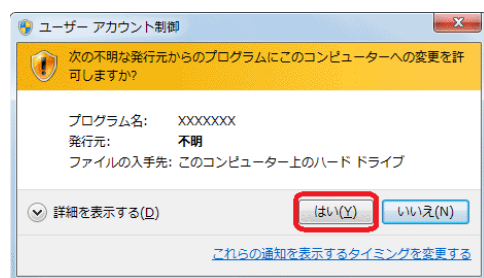 ユーザー アカウント制御
次の不明な発行元からのプログラムにこのコンピューターへの変更を許
可しますか?
プログラム名: XXXXXXX
発行元: 不明
ファイルの入手先: このコンピューター上のハード ドライブ
詳細を表示する(D) はい(Y) いいえ(N)
これらの通知を表示するタイミングを変更する